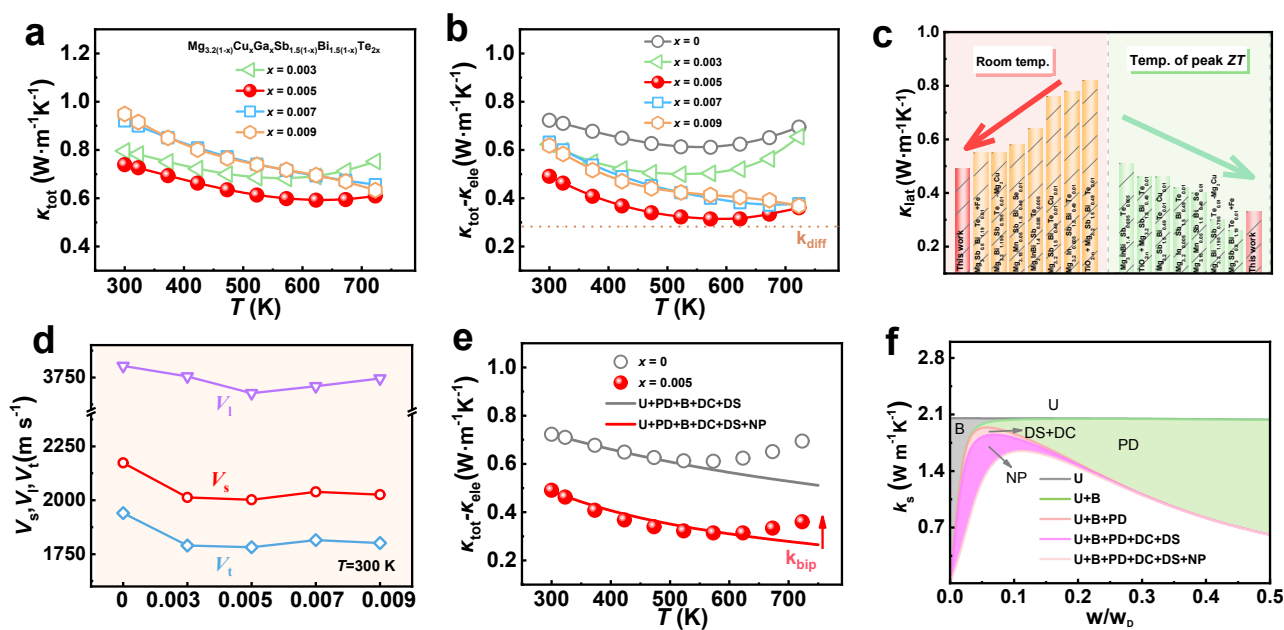 a
κtot (W·m-1K-1)
1.2
1.0
0.8
0.6
0.4
Mg3.2(1-x)CuxGaxSb1.5(1-x)Bi1.5(1-x)Te2x
x = 0.003
x = 0.005
x = 0.007
x = 0.009
300 400 500 600 700
T (K)
b
κtot-κele (W·m-1K-1)
1.0
0.8
0.6
0.4
0.2
x = 0
x = 0.003
x = 0.005
x = 0.007
x = 0.009
kdiff
300 400 500 600 700
T (K)
c
κlat (W·m-1K-1)
1.0
0.8
0.6
0.4
0.2
Room temp.
Temp. of peak ZT
This work
This work
d
Vs, Vl, Vt(m s-1)
3750
2250
2000
1750
Vl
Vs
Vt
T=300 K
0 0.003 0.005 0.007 0.009
e
κtot-κele (W·m-1K-1)
1.0
0.8
0.6
0.4
0.2
x = 0
x = 0.005
U+PD+B+DC+DS
U+PD+B+DC+DS+NP
kbip
300 400 500 600 700
T (K)
f
ks (W m-1K-1)
2.8
2.1
1.4
0.7
U
B
DS+DC
PD
NP
U
U+B
U+B+PD
U+B+PD+DC+DS
U+B+PD+DC+DS+NP
0.0 0.1 0.2 0.3 0.4 0.5
w/wD